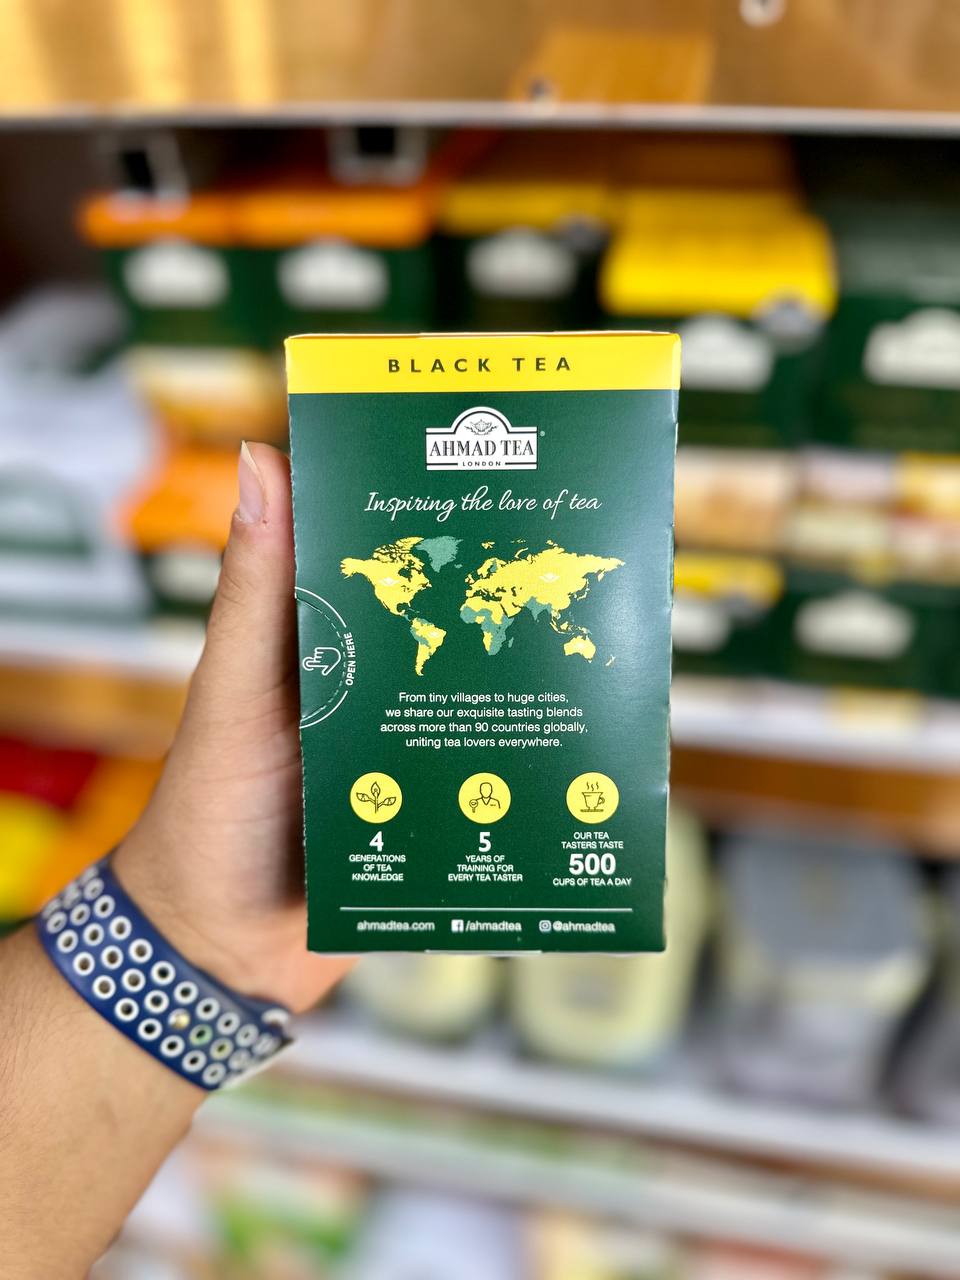 BLACK TEA
AHMAD TEA®
LONDON
Inspiring the love of tea
OPEN HERE
From tiny villages to huge cities,
we share our exquisite tasting blends
across more than 90 countries globally,
uniting tea lovers everywhere.
4
GENERATIONS
OF TEA
KNOWLEDGE
5
YEARS OF
TRAINING FOR
EVERY TEA TASTER
OUR TEA
TASTERS TASTE
500
CUPS OF TEA A DAY
ahmadtea.com
/ahmadtea
@ahmadtea